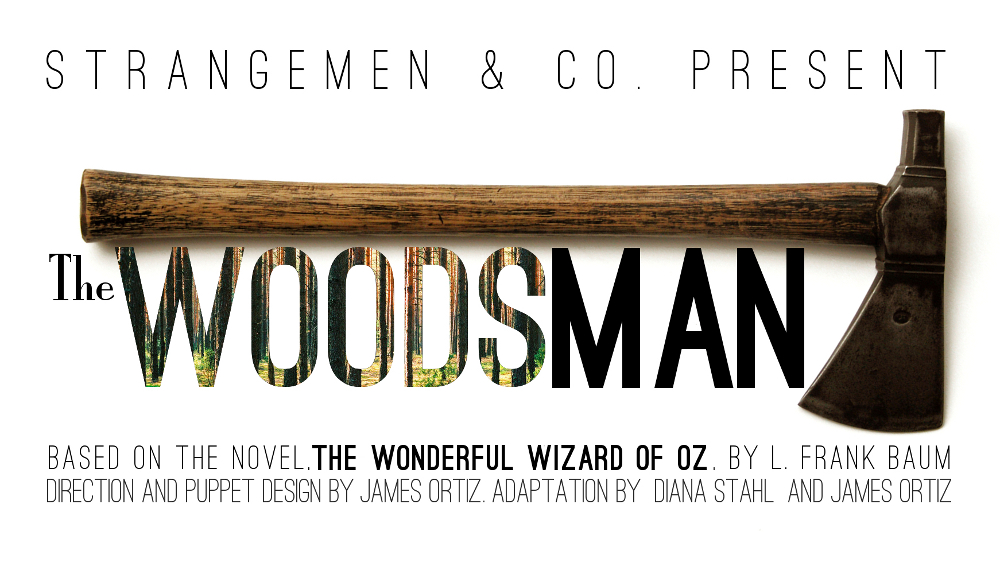 STRANGEMEN & CO. PRESENT
The WOODSMAN
BASED ON THE NOVEL, THE WONDERFUL WIZARD OF OZ, BY L. FRANK BAUM
DIRECTION AND PUPPET DESIGN BY JAMES ORTIZ. ADAPTATION BY DIANA STAHL AND JAMES ORTIZ